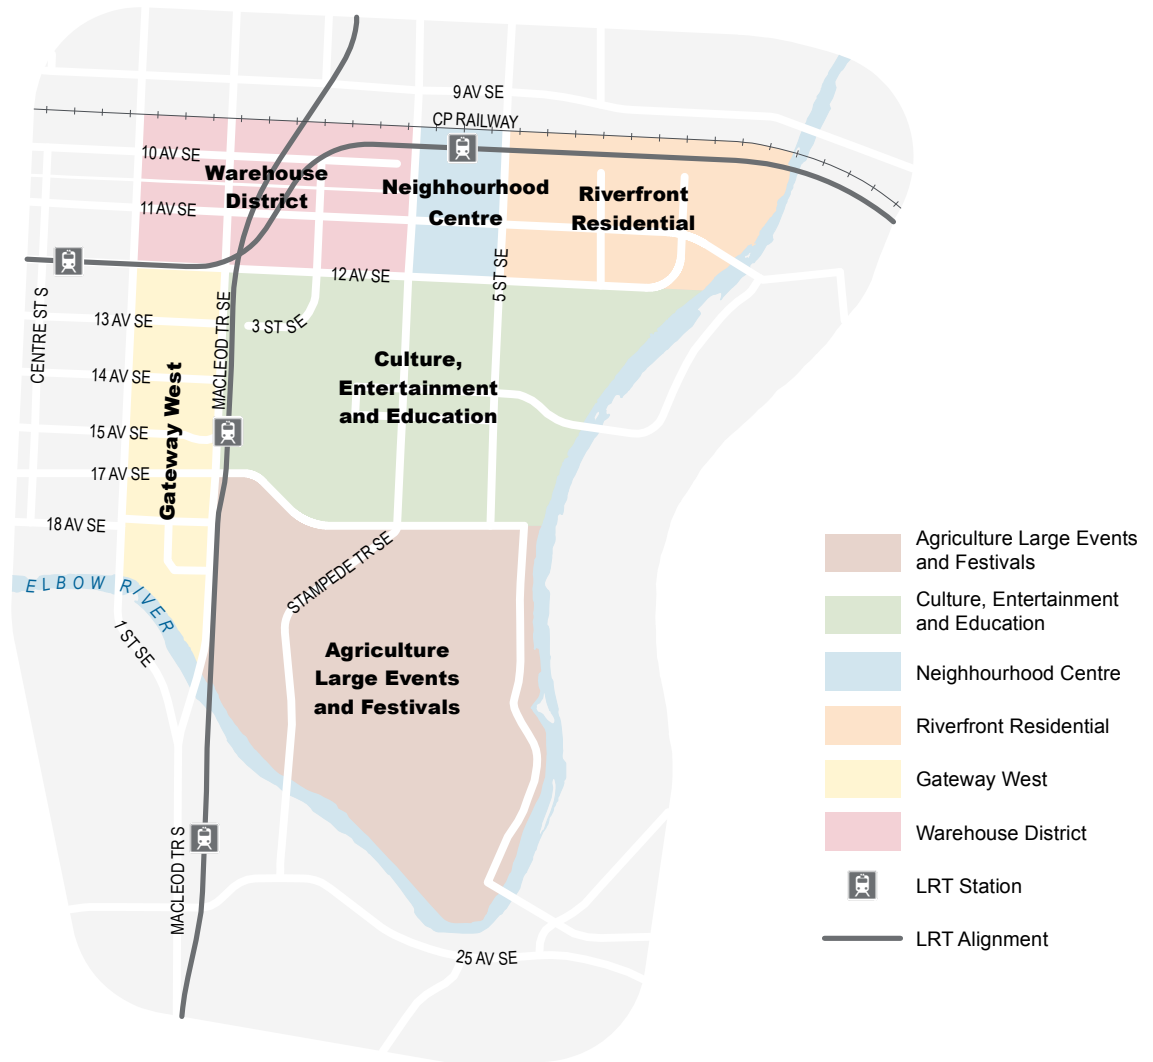 9 AV SE
CP RAILWAY
10 AV SE
Warehouse
District
Neighhourhood
Centre
Riverfront
Residential
11 AV SE
12 AV SE
5 ST SE
CENTRE ST S
13 AV SE
MACLEOD TR SE
3 ST SE
14 AV SE
Gateway West
Culture,
Entertainment
and Education
15 AV SE
17 AV SE
18 AV SE
STAMPEDE TR SE
ELBOW RIVER
1 ST SE
Agriculture
Large Events
and Festivals
MACLEOD TR S
25 AV SE
Agriculture Large Events
and Festivals
Culture, Entertainment
and Education
Neighhourhood Centre
Riverfront Residential
Gateway West
Warehouse District
LRT Station
LRT Alignment